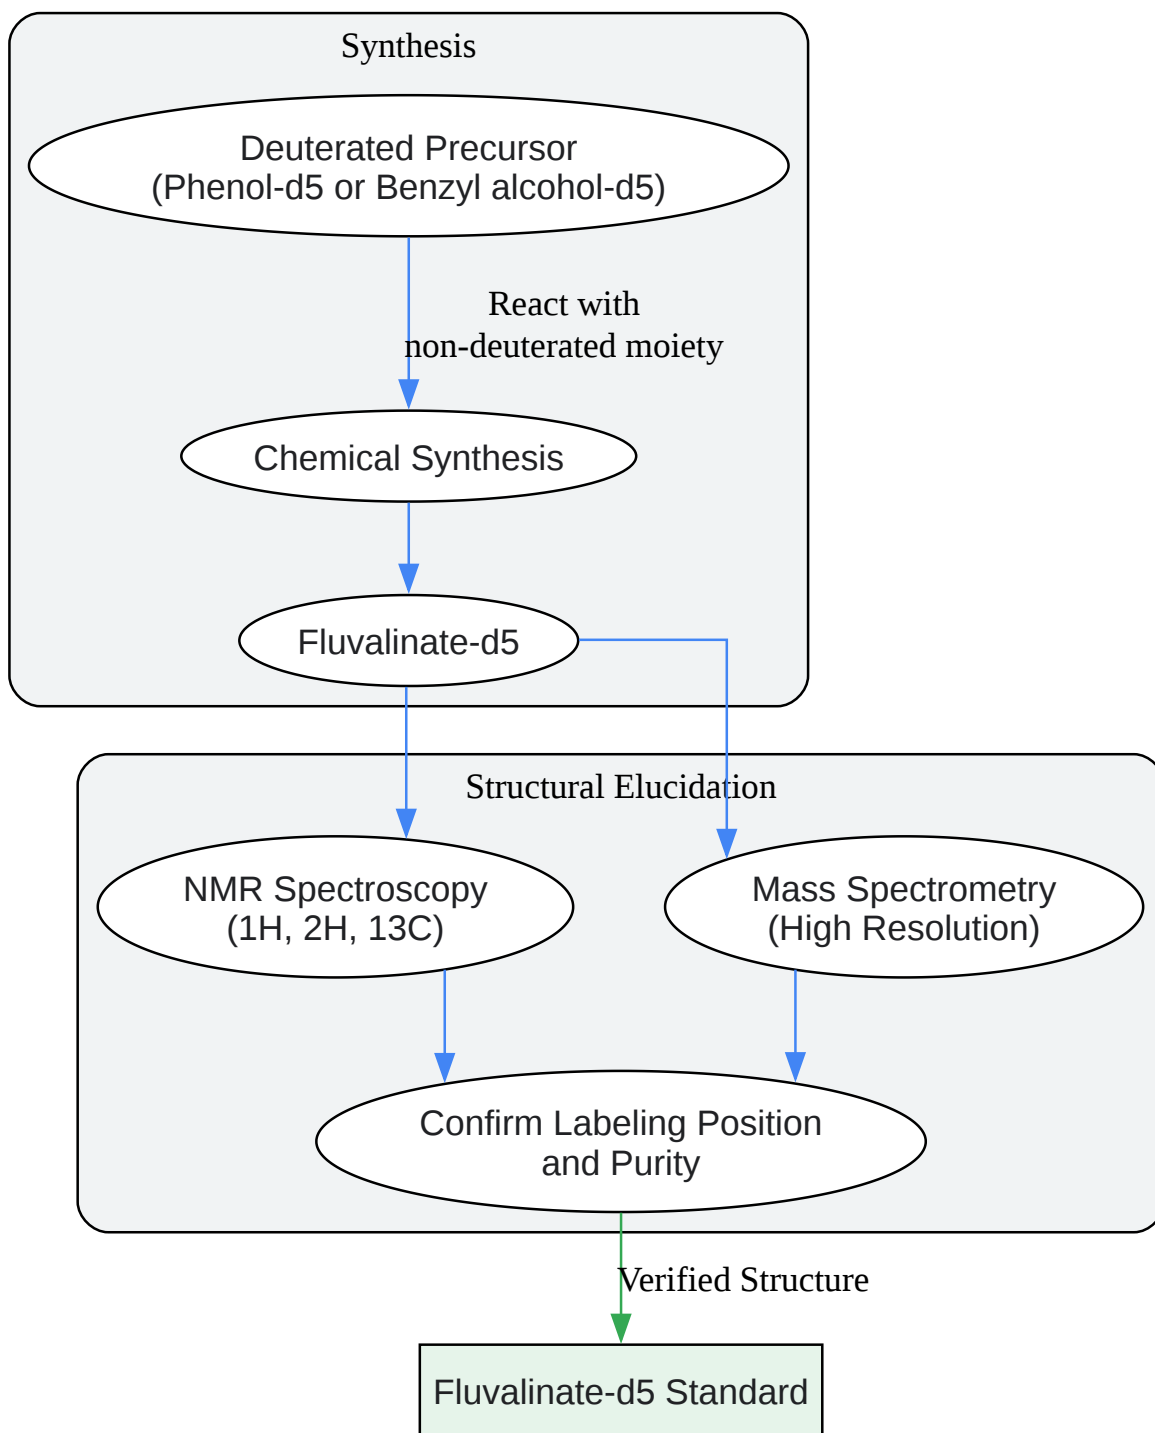 Synthesis
Deuterated Precursor
(Phenol-d5 or Benzyl alcohol-d5)
React with
non-deuterated moiety
Chemical Synthesis
Fluvalinate-d5
Structural Elucidation
NMR Spectroscopy
(1H, 2H, 13C)
Mass Spectrometry
(High Resolution)
Confirm Labeling Position
and Purity
Verified Structure
Fluvalinate-d5 Standard